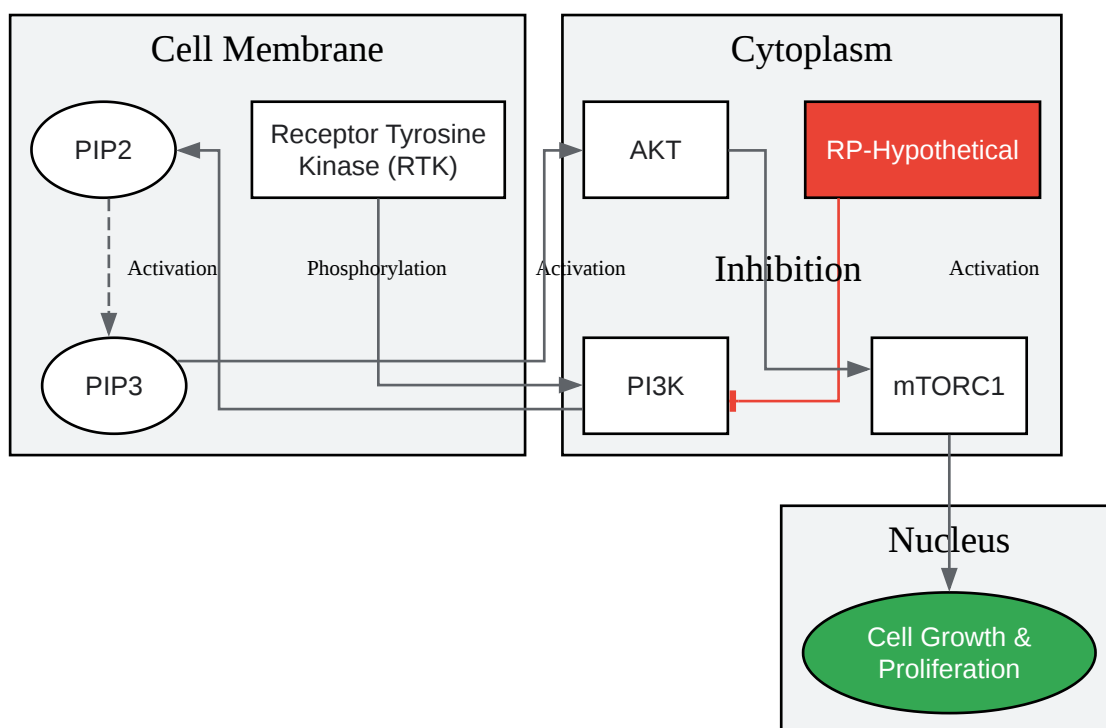 Cell Membrane
Cytoplasm
PIP2
Receptor Tyrosine
Kinase (RTK)
AKT
RP-Hypothetical
Activation
Phosphorylation
Activation
Inhibition
Activation
PIP3
PI3K
mTORC1
Nucleus
Cell Growth &
Proliferation